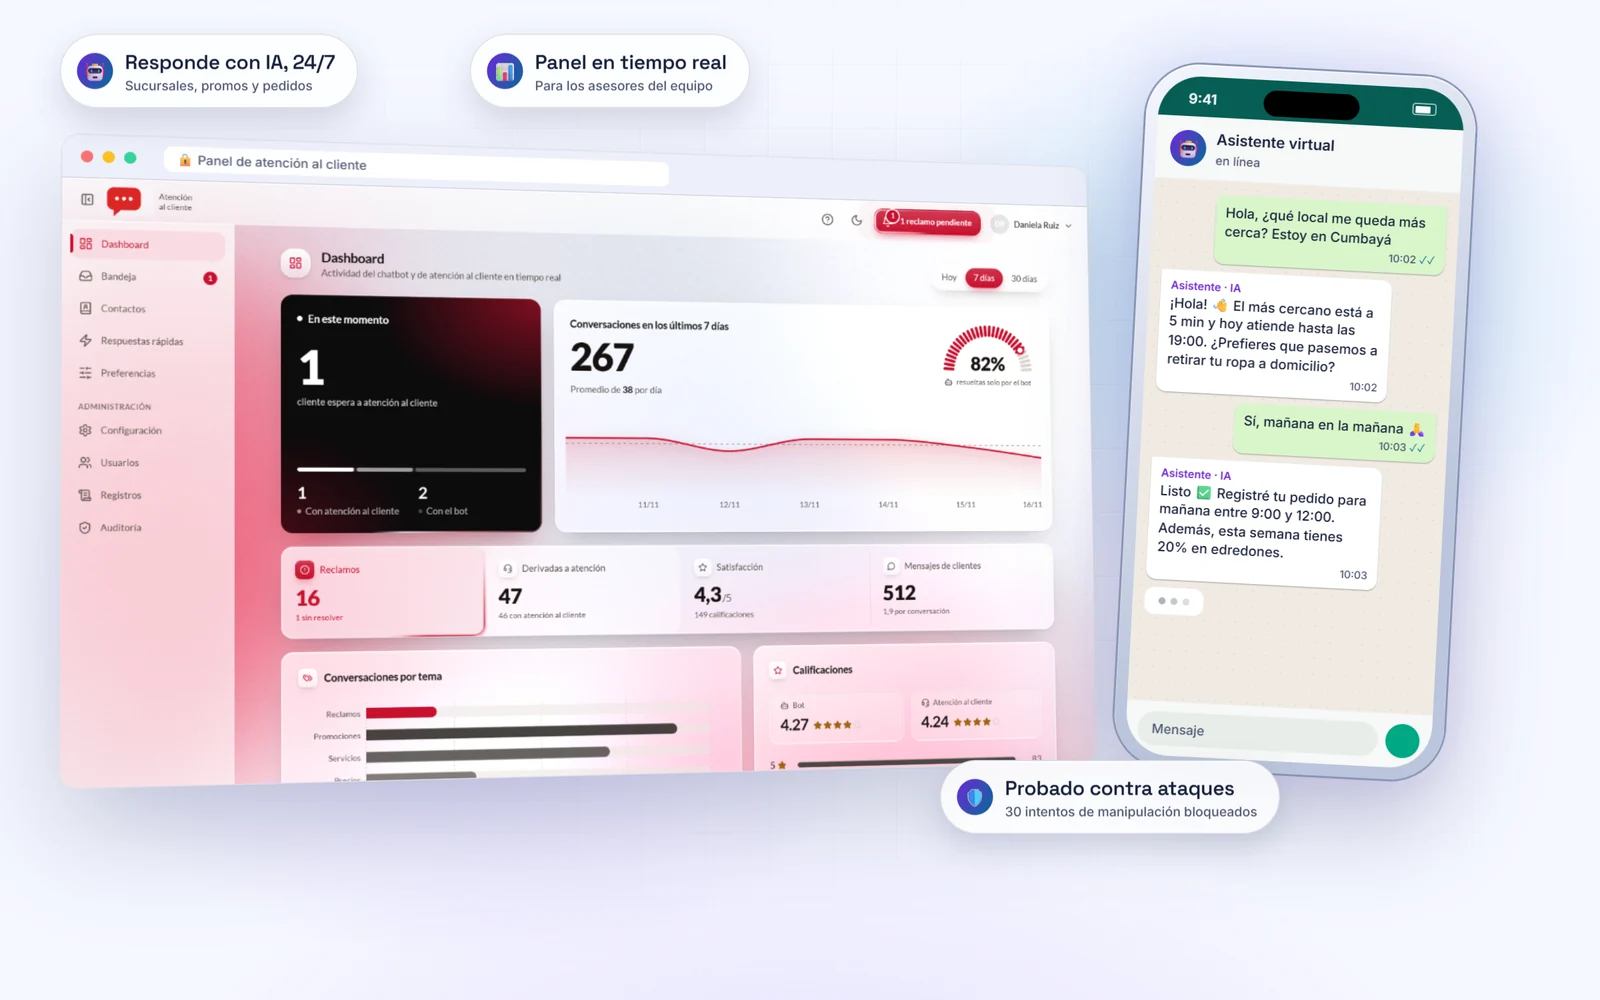 Responde con IA, 24/7
Sucursales, promos y pedidos
Panel en tiempo real
Para los asesores del equipo
Panel de atención al cliente
Atención
al cliente
1
1 reclamo pendiente
Daniela Ruiz
Dashboard
Bandeja
1
Contactos
Respuestas rápidas
Preferencias
ADMINISTRACIÓN
Configuración
Usuarios
Registros
Auditoría
Dashboard
Actividad del chatbot y de atención al cliente en tiempo real
Hoy
7 días
30 días
En este momento
1
cliente espera a atención al cliente
1
Con atención al cliente
2
Con el bot
Conversaciones en los últimos 7 días
267
Promedio de 38 por día
82%
resueltas solo por el bot
11/11
12/11
13/11
14/11
15/11
16/11
Reclamos
16
1 sin resolver
Derivadas a atención
47
46 con atención al cliente
Satisfacción
4,3/5
149 calificaciones
Mensajes de clientes
512
1,9 por conversación
Conversaciones por tema
Reclamos
Promociones
Servicios
Precios
Calificaciones
Bot
4.27
Atención al cliente
4.24
5
83
9:41
Asistente virtual
en línea
Hola, ¿qué local me queda más
cerca? Estoy en Cumbayá
10:02
Asistente · IA
¡Hola! 👋 El más cercano está a
5 min y hoy atiende hasta las
19:00. ¿Prefieres que pasemos a
retirar tu ropa a domicilio?
10:02
Sí, mañana en la mañana 🙏
10:03
Asistente · IA
Listo ✅ Registré tu pedido para
mañana entre 9:00 y 12:00.
Además, esta semana tienes
20% en edredones.
10:03
Mensaje
Probado contra ataques
30 intentos de manipulación bloqueados